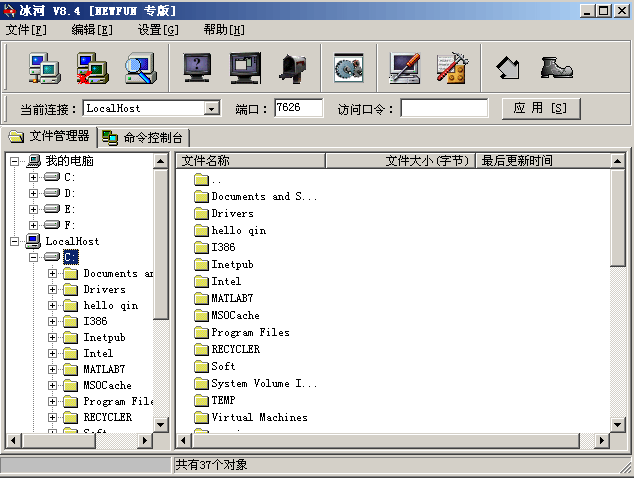 冰河 V8.4 [NEWFUN 专版]
文件[F] 编辑[E] 设置[G] 帮助[H]
当前连接: LocalHost 端口: 7626 访问口令: 应 用 [S]
文件管理器 命令控制台
我的电脑
C:
D:
E:
F:
LocalHost
C:
Documents an
Drivers
hello qin
I386
Inetpub
Intel
MATLAB7
MSOCache
Program File
RECYCLER
Soft
文件名称 文件大小(字节) 最后更新时间
..
Documents and S...
Drivers
hello qin
I386
Inetpub
Intel
MATLAB7
MSOCache
Program Files
RECYCLER
Soft
System Volume I...
TEMP
Virtual Machines
共有37个对象